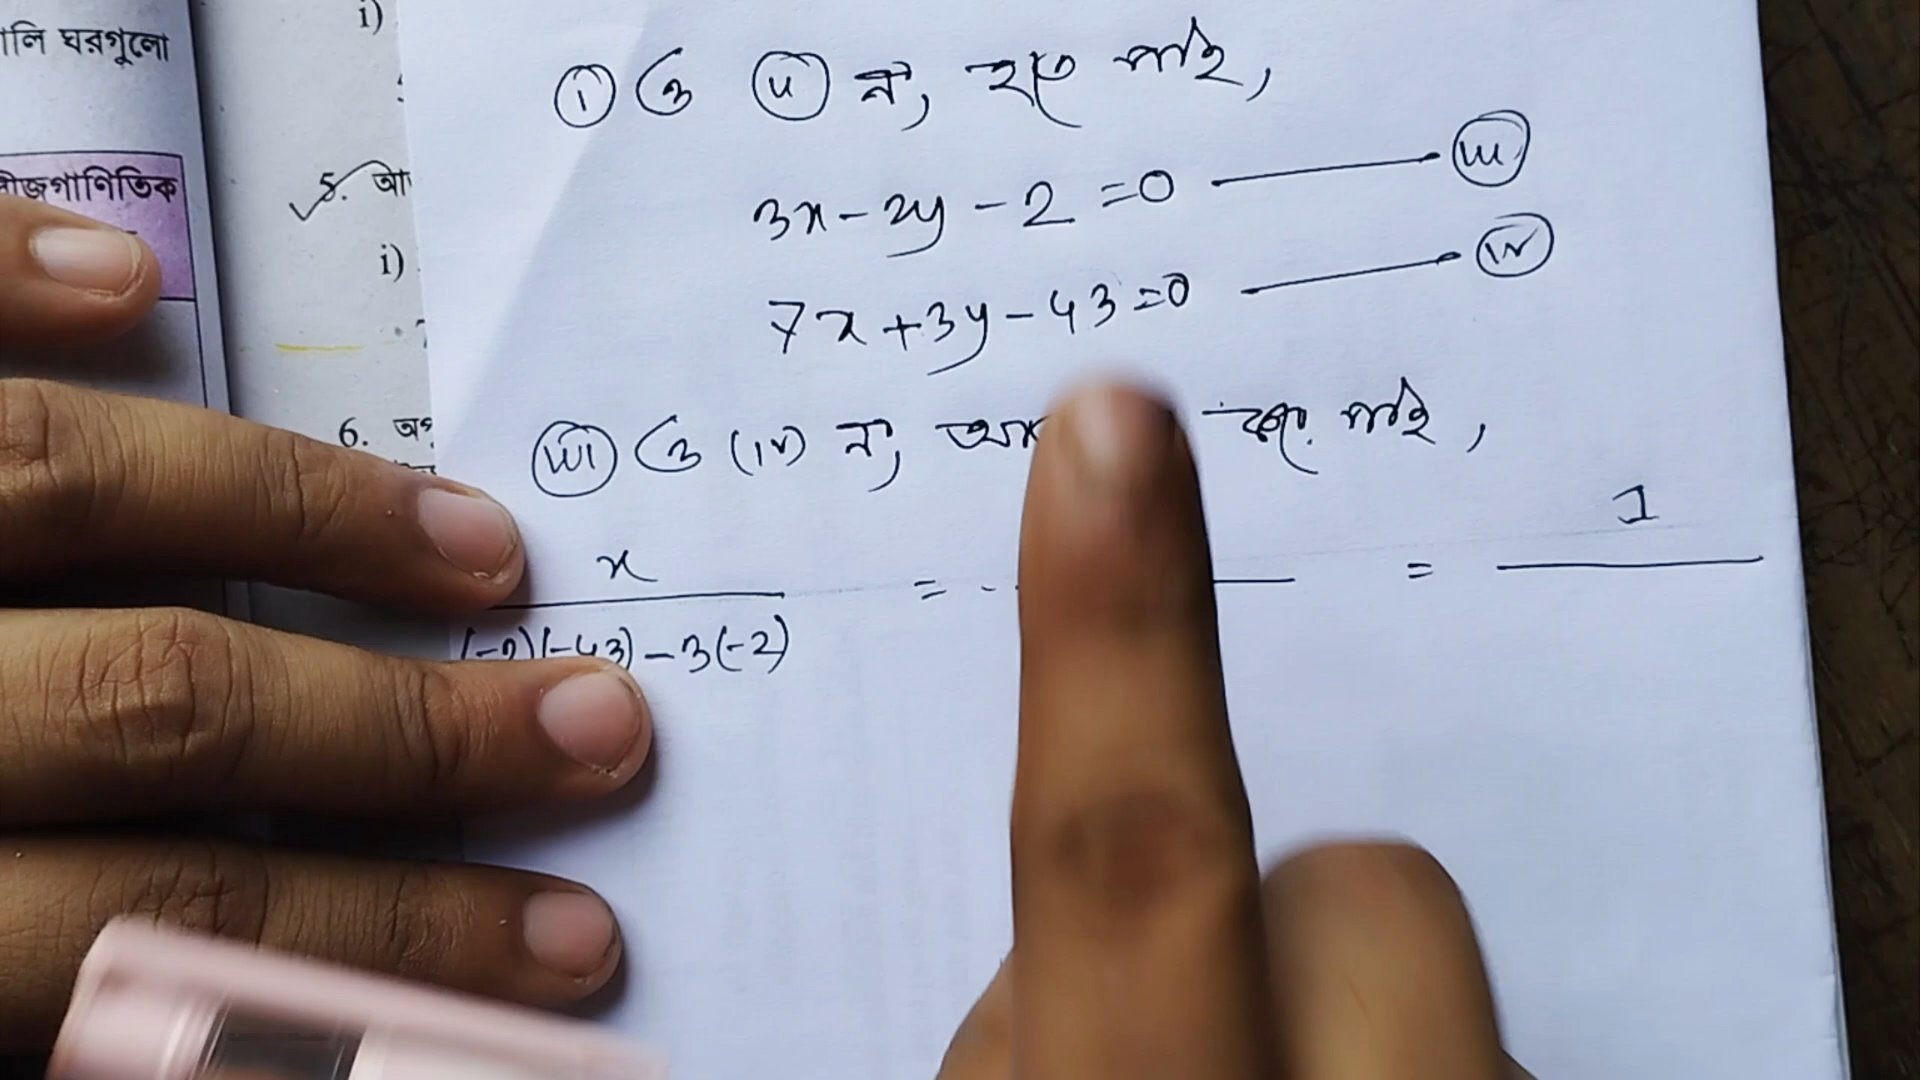 ালি ঘরগুলো
i)
i ও ii নং হতে পাই,
3x - 2y - 2 = 0 iii
বীজগাণিতিক
5.
i)
7x + 3y - 43 = 0 iv
6.
iii ও (iv) নং পাই,
x = = 1
(-2)(-43) - 3(-2)